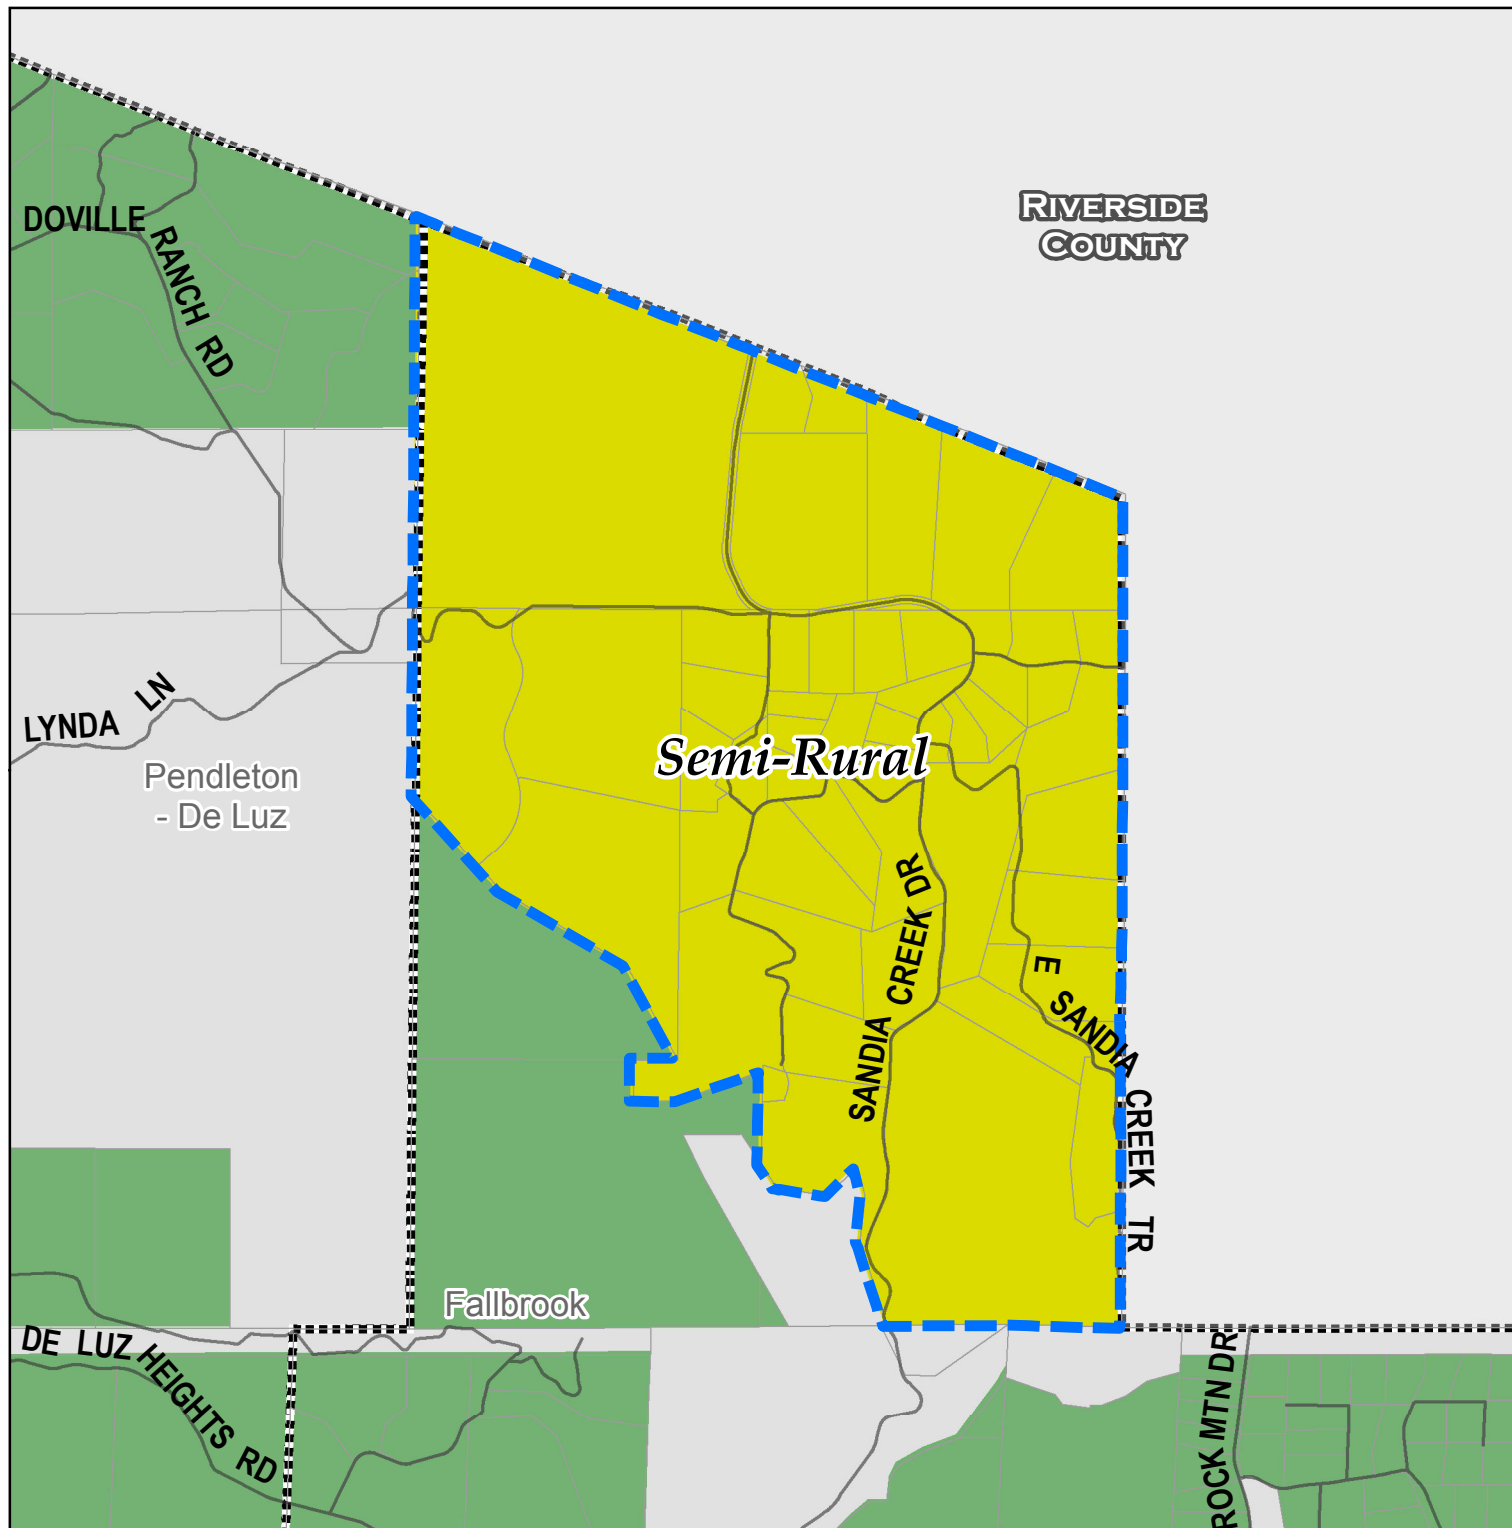 RIVERSIDE
COUNTY
DOVILLE
RANCH RD
LYNDA LN
Pendleton
- De Luz
Semi-Rural
SANDIA CREEK DR
E SANDIA CREEK TR
Fallbrook
DE LUZ HEIGHTS RD
ROCK MTN DR